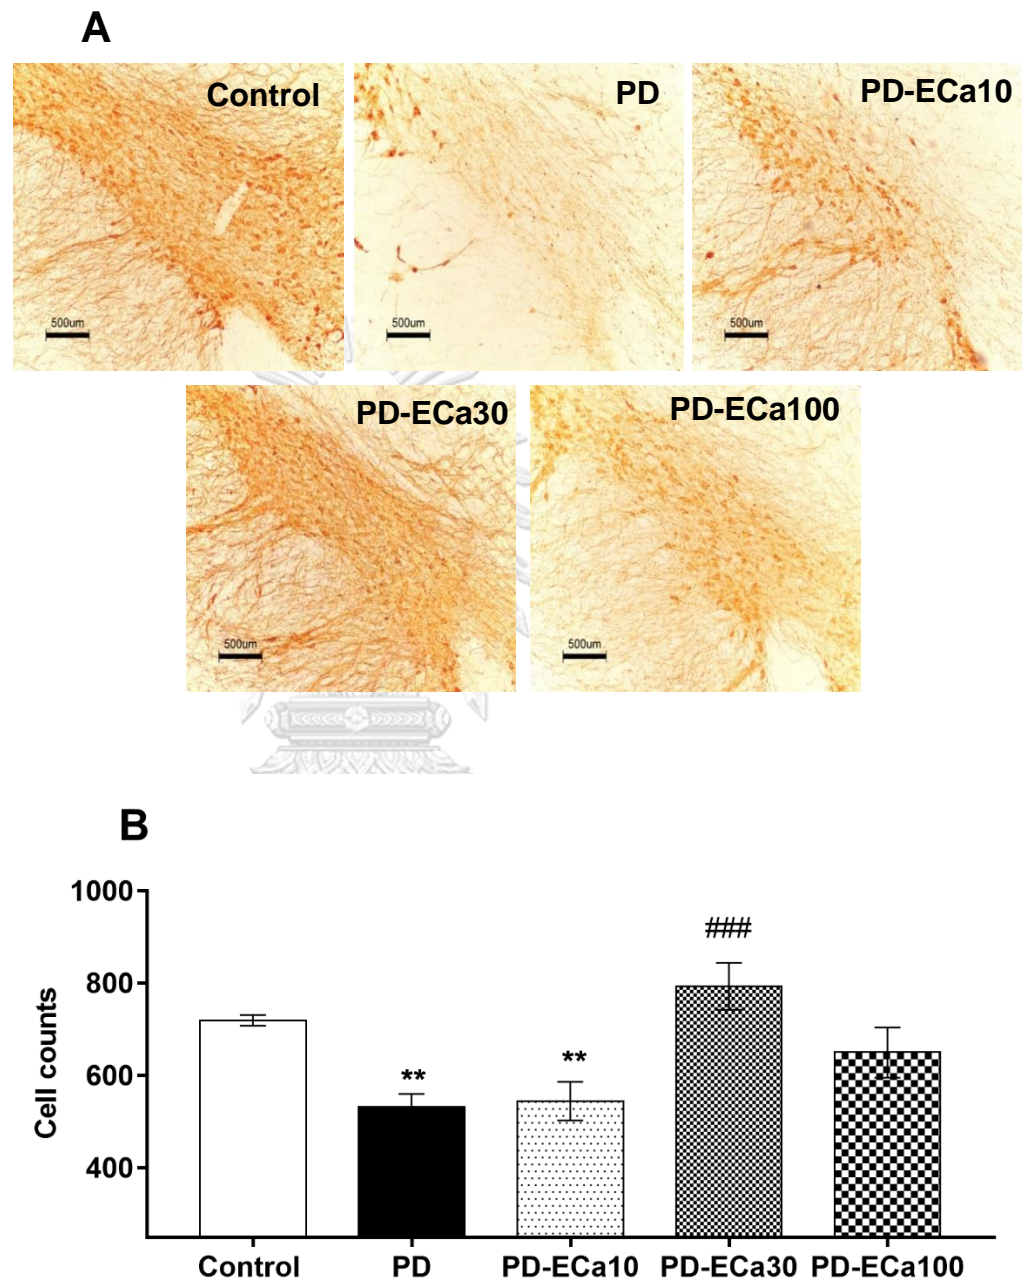 A
Control
PD
PD-ECa10
500um
500um
500um
PD-ECa30
PD-ECa100
500um
500um
B
1000
800
600
400
Cell counts
**
**
###
Control PD PD-ECa10 PD-ECa30 PD-ECa100